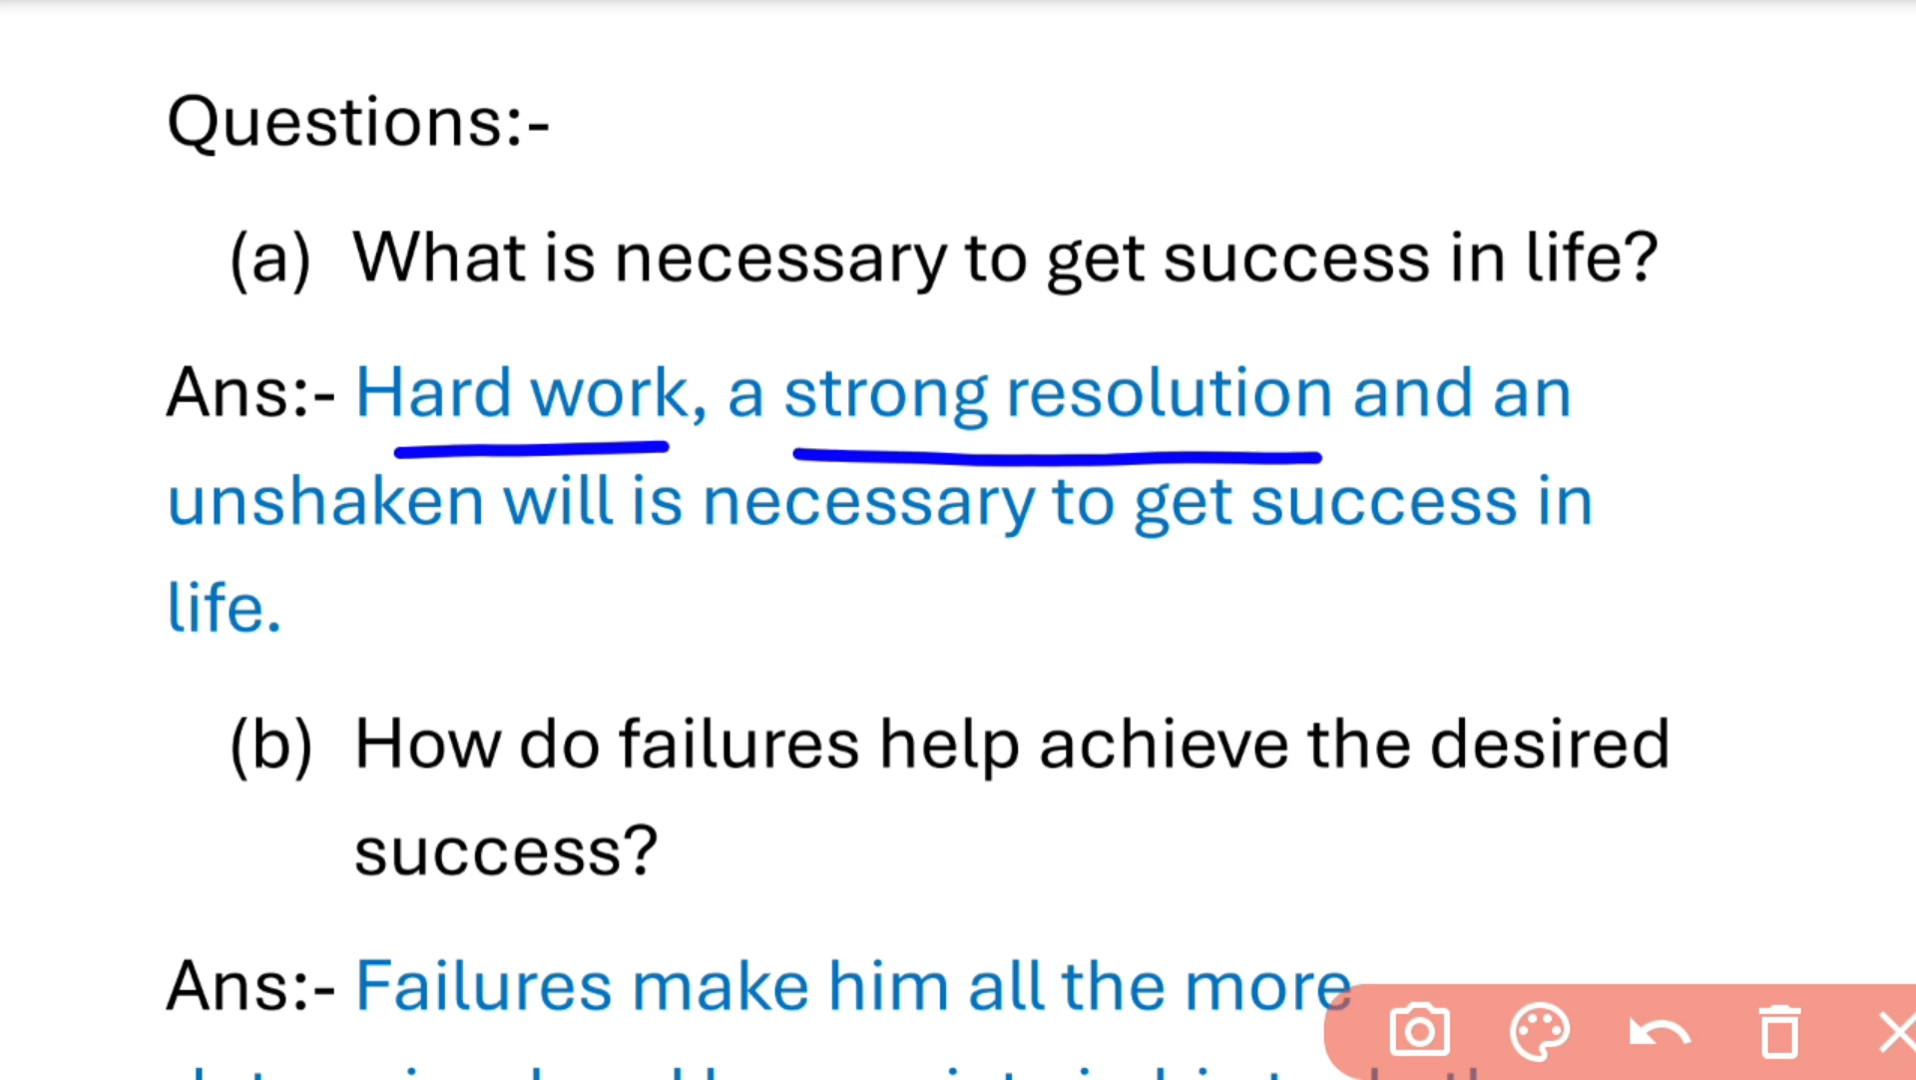 Questions:-
(a) What is necessary to get success in life?
Ans:- Hard work, a strong resolution and an
unshaken will is necessary to get success in
life.
(b) How do failures help achieve the desired
success?
Ans:- Failures make him all the more